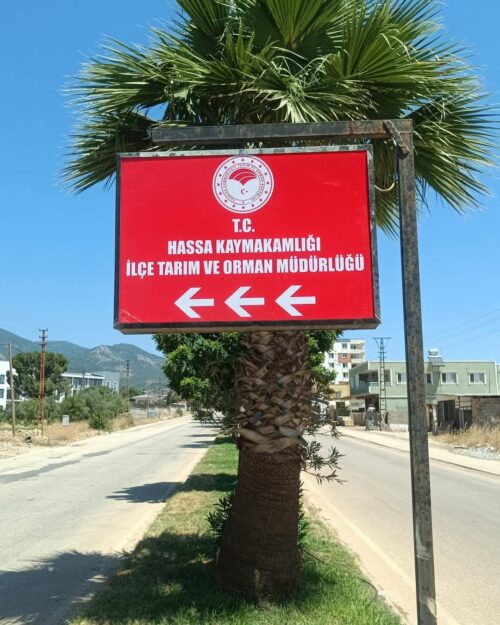 T.C.
HASSA KAYMAKAMLIĞI
İLÇE TARIM VE ORMAN MÜDÜRLÜĞÜ